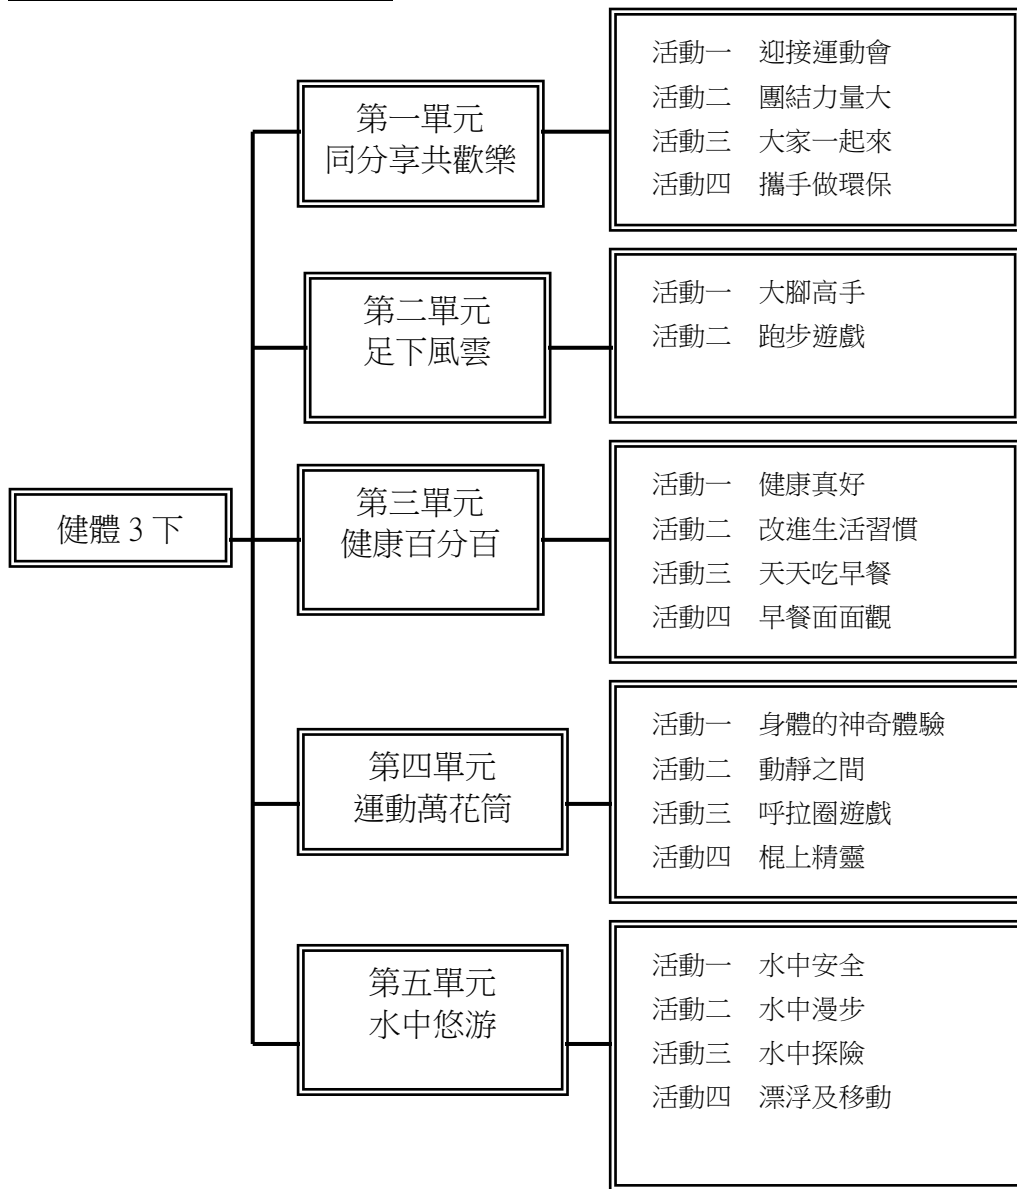 健體 3 下
第一單元
同分享共歡樂
活動一　迎接運動會
活動二　團結力量大
活動三　大家一起來
活動四　攜手做環保
第二單元
足下風雲
活動一　大腳高手
活動二　跑步遊戲
第三單元
健康百分百
活動一　健康真好
活動二　改進生活習慣
活動三　天天吃早餐
活動四　早餐面面觀
第四單元
運動萬花筒
活動一　身體的神奇體驗
活動二　動靜之間
活動三　呼拉圈遊戲
活動四　棍上精靈
第五單元
水中悠游
活動一　水中安全
活動二　水中漫步
活動三　水中探險
活動四　漂浮及移動